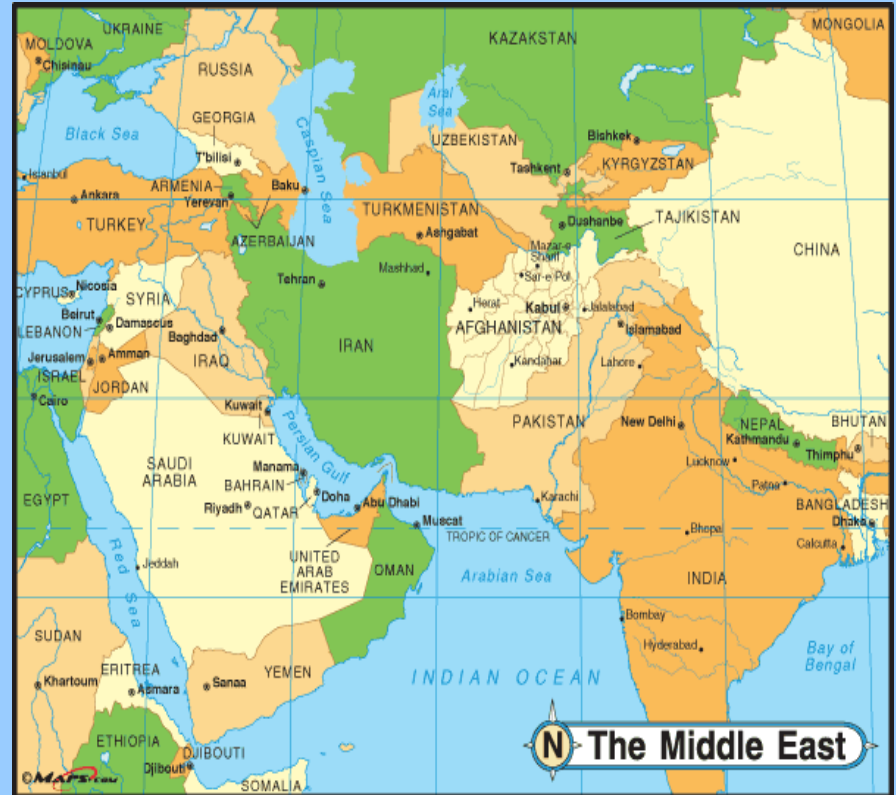 UKRAINE
MOLDOVA
Chisinau
RUSSIA
KAZAKSTAN
MONGOLIA
Aral
Sea
Black Sea
GEORGIA
T'bilisi
Caspian Sea
UZBEKISTAN
Bishkek
Tashkent
KYRGYZSTAN
Istanbul
Ankara
ARMENIA
Yerevan
Baku
TURKEY
AZERBAIJAN
TURKMENISTAN
Ashgabat
Dushanbe
TAJIKISTAN
CHINA
Mazar-e
Sharif
Sar-e Pol
Mashhad
Tehran
CYPRUS
Nicosia
SYRIA
Beirut
LEBANON
Damascus
Baghdad
IRAQ
IRAN
Herat
Kabul
Jalalabad
AFGHANISTAN
Islamabad
Kandahar
Lahore
Jerusalem
Amman
ISRAEL
JORDAN
Cairo
Kuwait
KUWAIT
Persian Gulf
PAKISTAN
New Delhi
NEPAL
Kathmandu
BHUTAN
Thimphu
Lucknow
Patna
SAUDI
ARABIA
Manama
BAHRAIN
Riyadh
QATAR
Doha
Abu Dhabi
Muscat
Karachi
BANGLADESH
Dhaka
EGYPT
TROPIC OF CANCER
Bhopal
Calcutta
Red Sea
Jeddah
UNITED
ARAB
EMIRATES
OMAN
Arabian Sea
INDIA
Bombay
Hyderabad
Bay of
Bengal
SUDAN
Khartoum
ERITREA
Asmara
Sanaa
YEMEN
INDIAN OCEAN
ETHIOPIA
DJIBOUTI
Djibouti
SOMALIA
N The Middle East
©MAPS.com